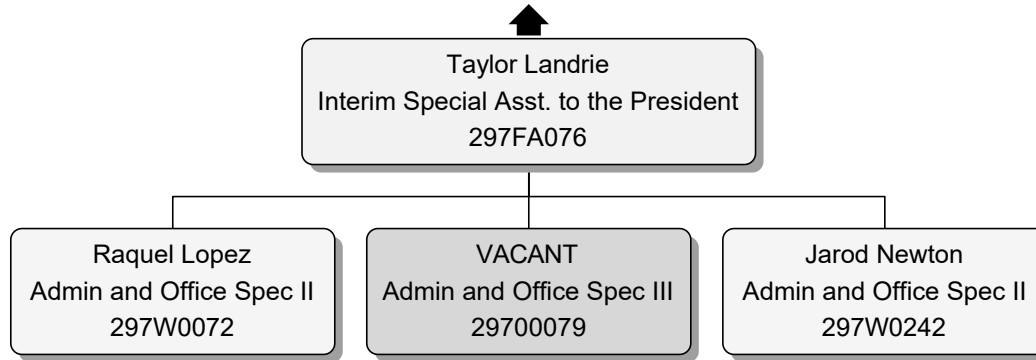 Taylor Landrie
Interim Special Asst. to the President
297FA076
Raquel Lopez
Admin and Office Spec II
297W0072
VACANT
Admin and Office Spec III
29700079
Jarod Newton
Admin and Office Spec II
297W0242